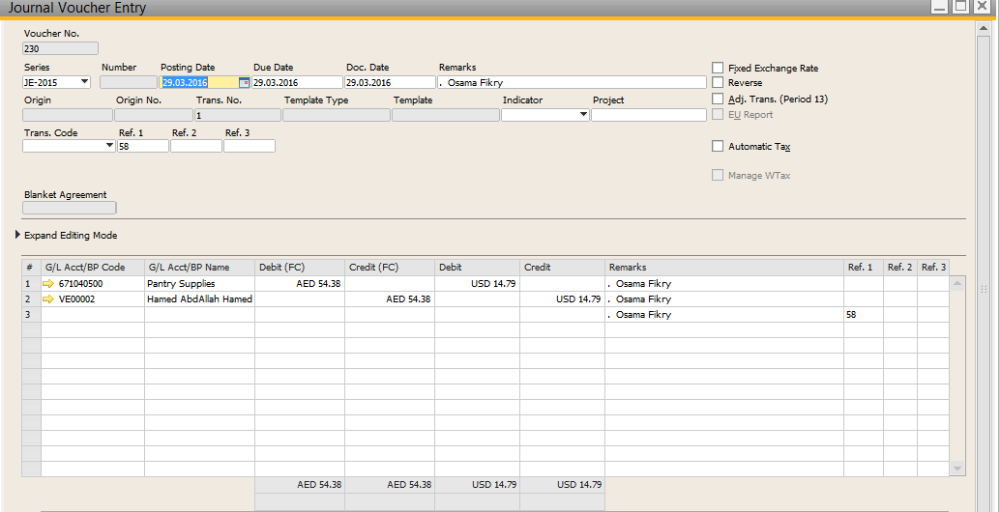 Journal Voucher Entry
Voucher No.
230
Series Number Posting Date Due Date Doc. Date Remarks
JE-2015 29.03.2016 29.03.2016 29.03.2016 . Osama Fikry
Fixed Exchange Rate
Reverse
Origin Origin No. Trans. No. Template Type Template Indicator Project
Adj. Trans. (Period 13)
1
EU Report
Trans. Code Ref. 1 Ref. 2 Ref. 3
58
Automatic Tax
Manage WTax
Blanket Agreement
Expand Editing Mode
# G/L Acct/BP Code G/L Acct/BP Name Debit (FC) Credit (FC) Debit Credit Remarks Ref. 1 Ref. 2 Ref. 3
1 671040500 Pantry Supplies AED 54.38 USD 14.79 . Osama Fikry
2 VE00002 Hamed AbdAllah Hamed AED 54.38 USD 14.79 . Osama Fikry
3 . Osama Fikry 58
AED 54.38 AED 54.38 USD 14.79 USD 14.79